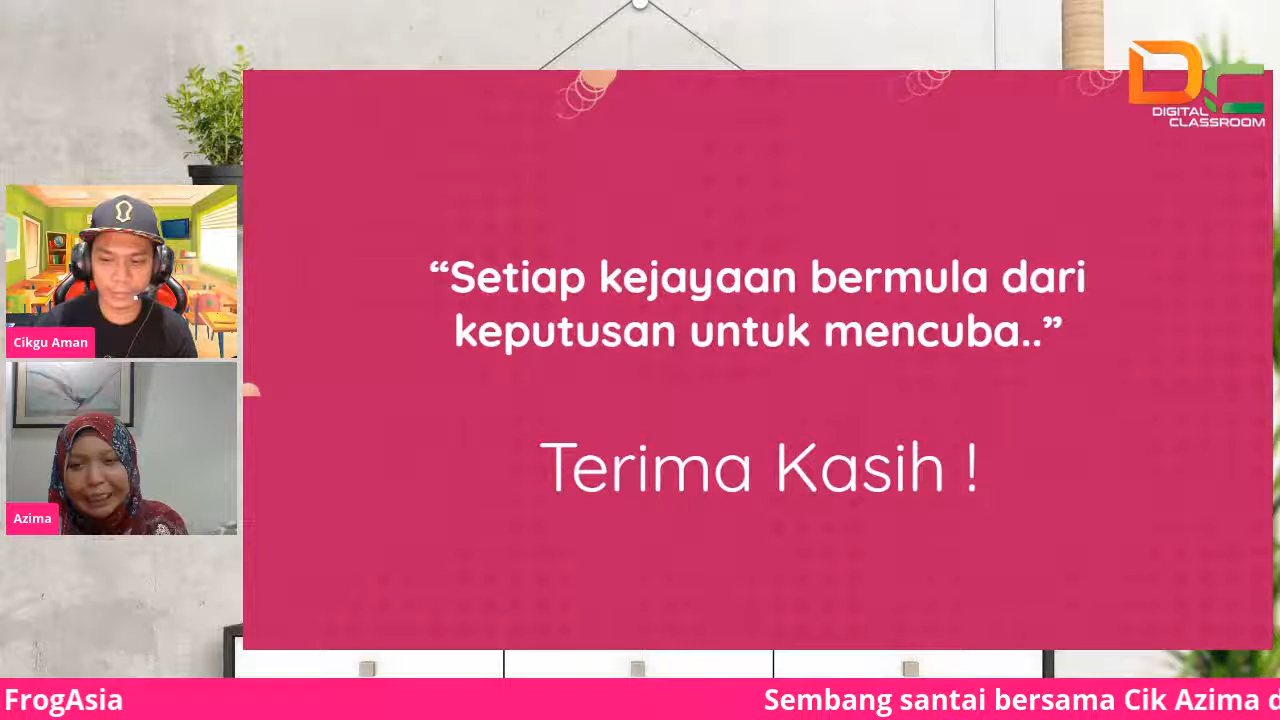 DIGITAL
CLASSROOM
“Setiap kejayaan bermula dari
keputusan untuk mencuba..”
Terima Kasih !
Cikgu Aman
Azima
FrogAsia
Sembang santai bersama Cik Azima